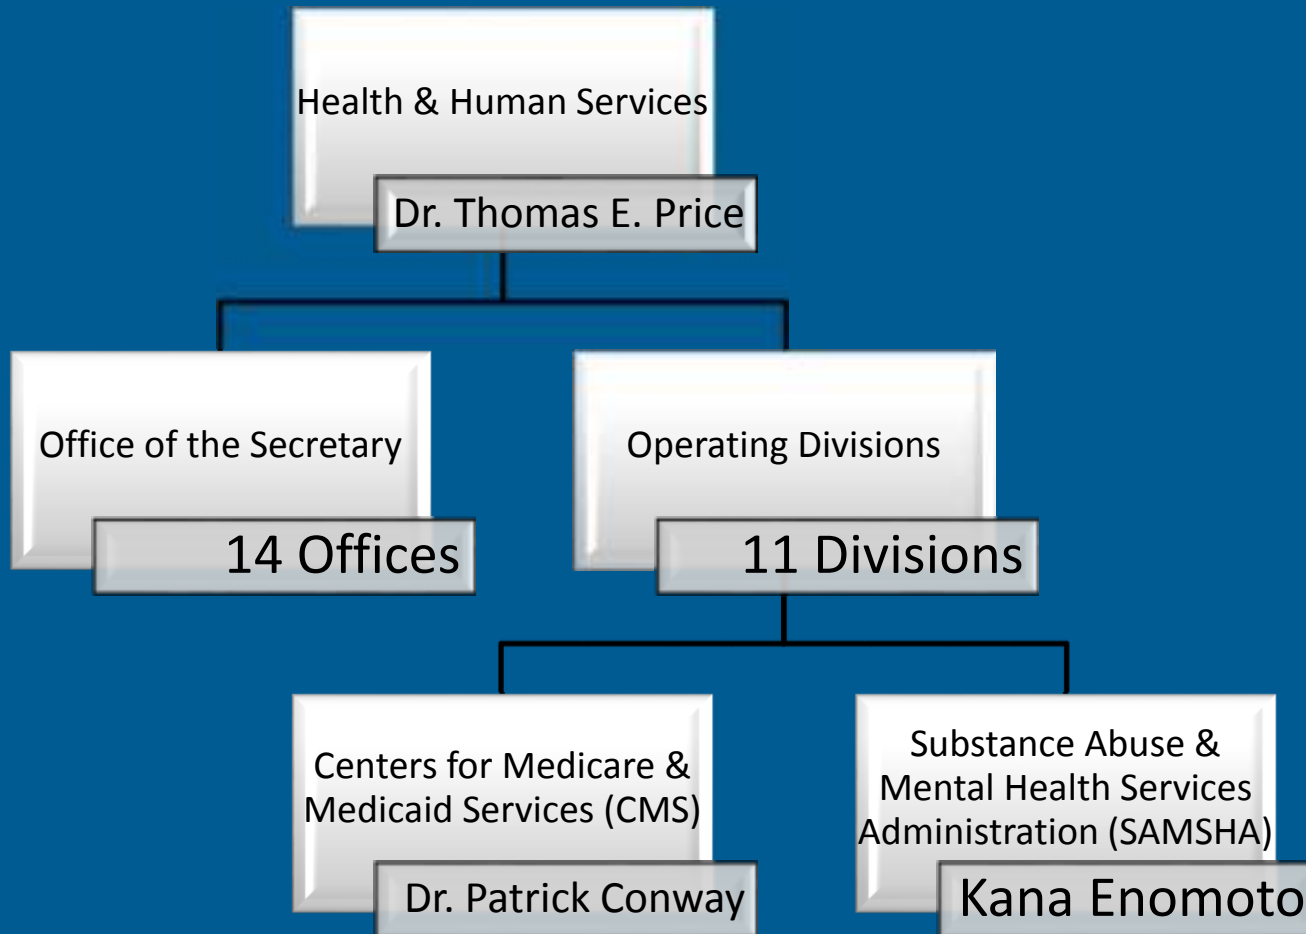 Health & Human Services
Dr. Thomas E. Price
Office of the Secretary
14 Offices
Operating Divisions
11 Divisions
Centers for Medicare &
Medicaid Services (CMS)
Dr. Patrick Conway
Substance Abuse &
Mental Health Services
Administration (SAMSHA)
Kana Enomoto